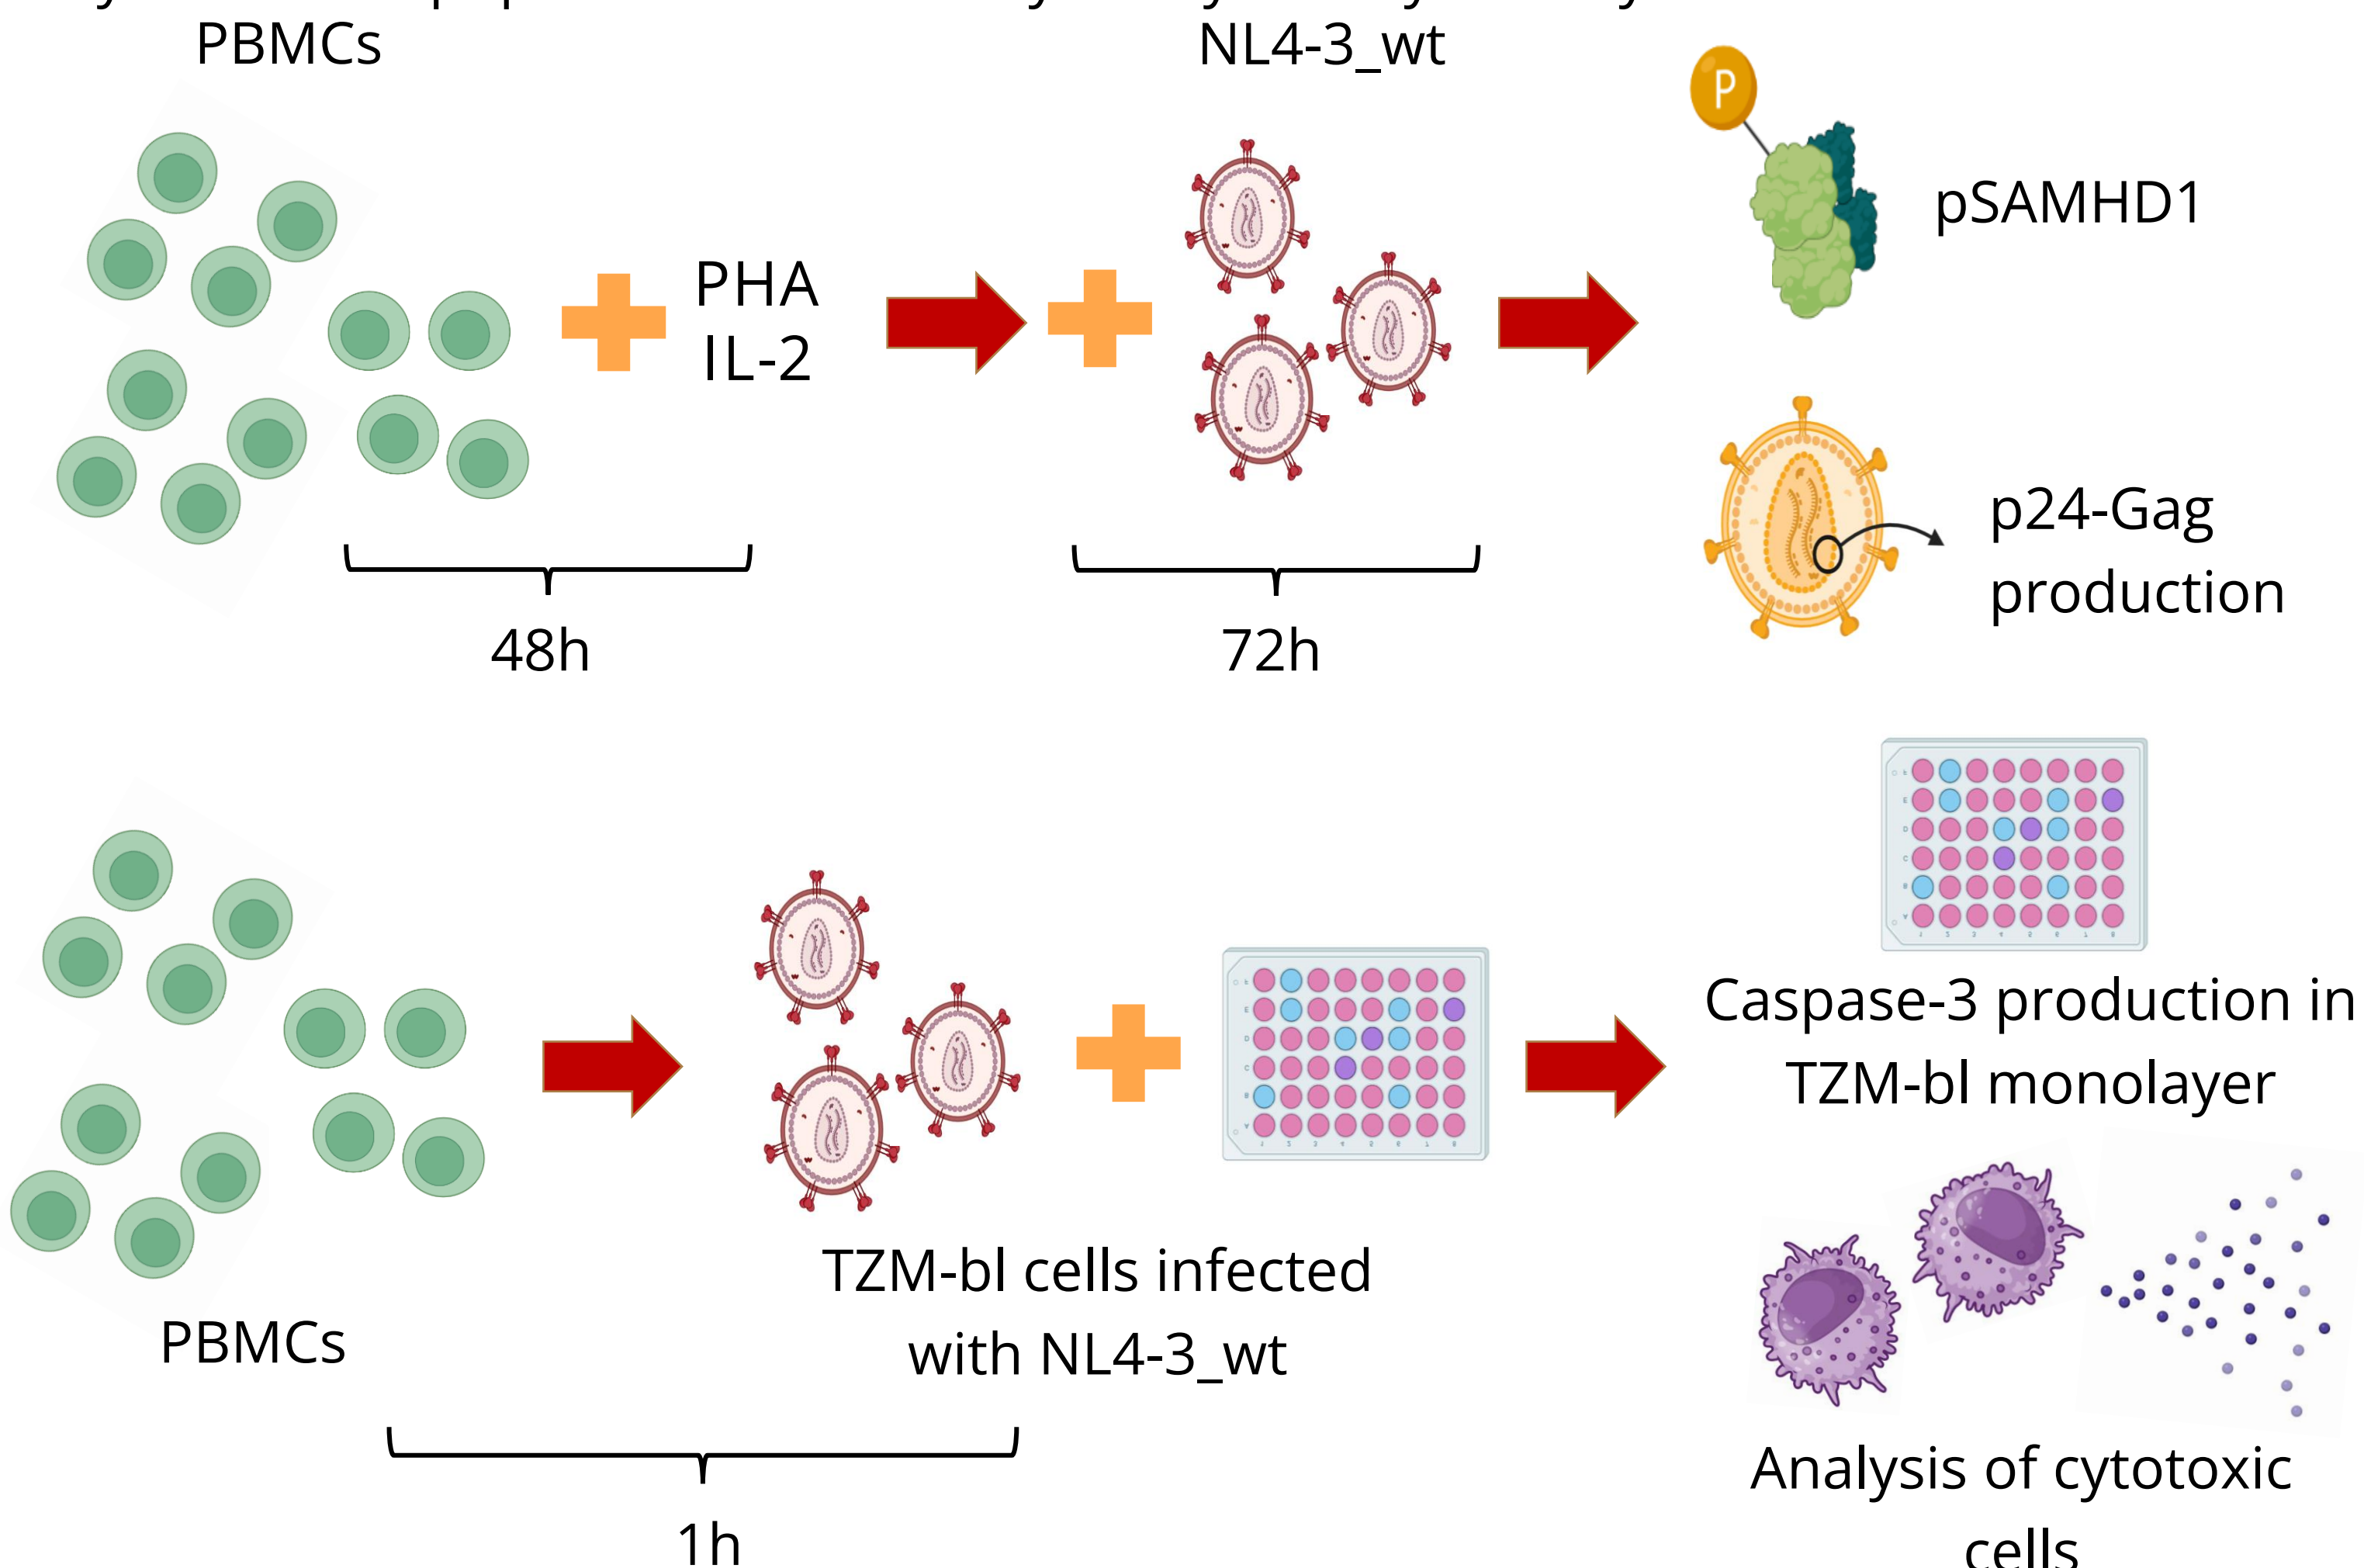 PBMCs
NL4-3_wt
P
pSAMHD1
PHA
IL-2
p24-Gag
production
48h
72h
Caspase-3 production in
TZM-bl monolayer
TZM-bl cells infected
with NL4-3_wt
PBMCs
Analysis of cytotoxic
cells
1h